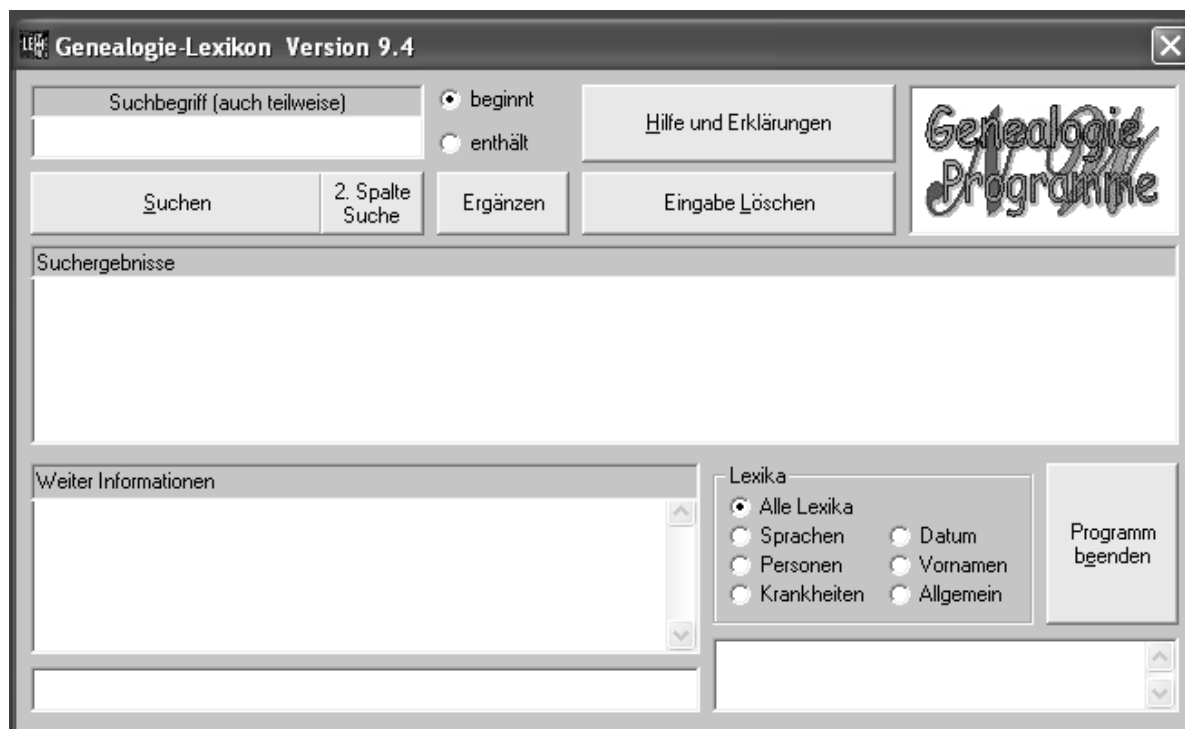 Genealogie-Lexikon Version 9.4
Suchbegriff (auch teilweise)
beginnt
enthält
Hilfe und Erklärungen
Genealogie
Programme
Suchen
2. Spalte
Suche
Ergänzen
Eingabe Löschen
Suchergebnisse
Weiter Informationen
Lexika
Alle Lexika
Sprachen
Datum
Personen
Vornamen
Krankheiten
Allgemein
Programm
beenden